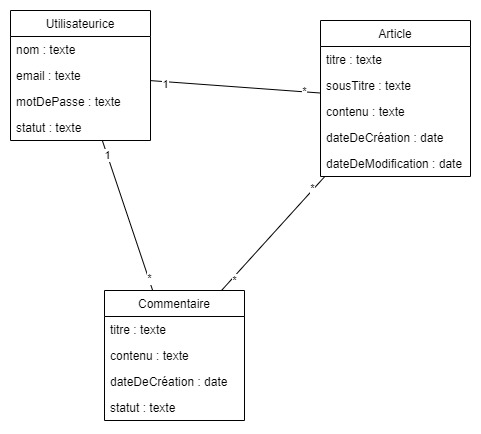 Utilisateurice
nom : texte
email : texte
motDePasse : texte
statut : texte
Article
titre : texte
sousTitre : texte
contenu : texte
dateDeCréation : date
dateDeModification : date
1
*
1
*
*
*
Commentaire
titre : texte
contenu : texte
dateDeCréation : date
statut : texte